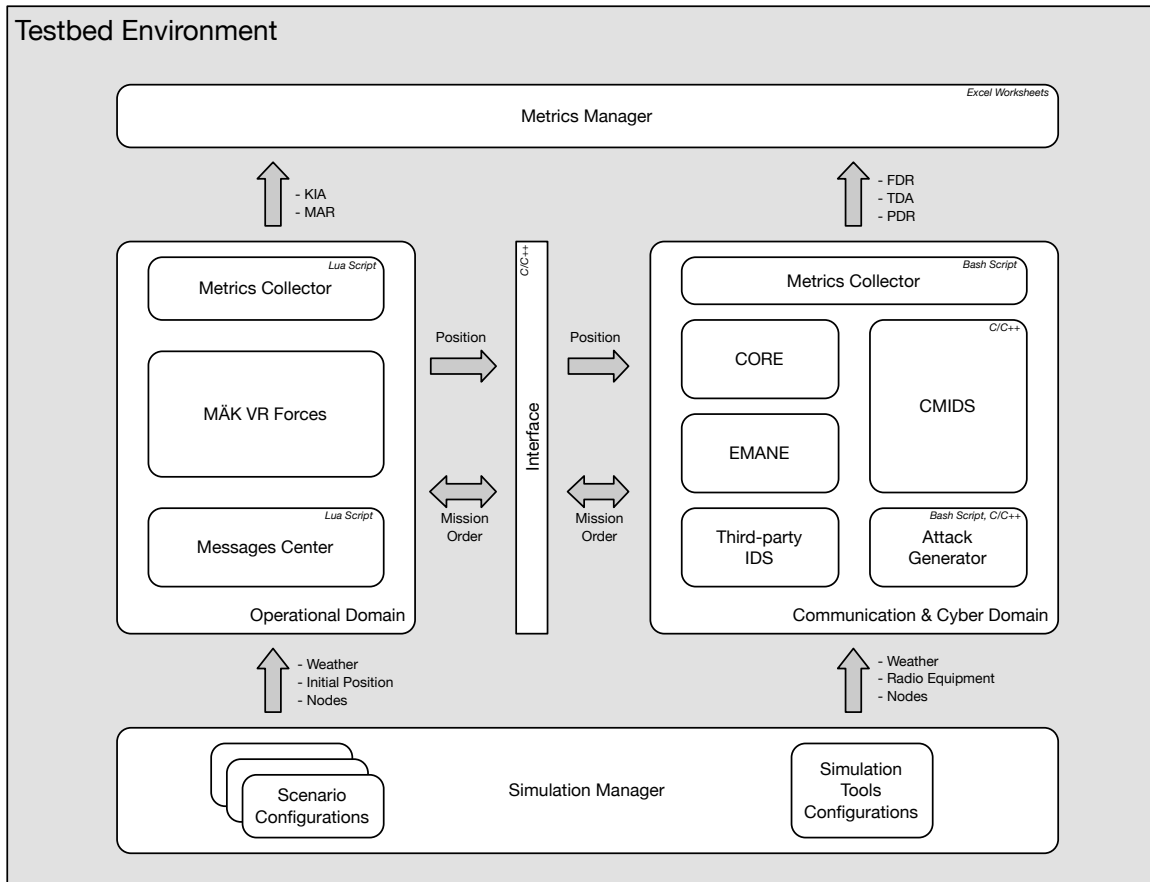 Testbed Environment
Excel Worksheets
Metrics Manager
- KIA
- MAR
- FDR
- TDA
- PDR
Lua Script
Metrics Collector
MÄK VR Forces
Lua Script
Messages Center
Operational Domain
Position
Mission
Order
C/C++
Interface
Position
Mission
Order
Bash Script
Metrics Collector
CORE
C/C++
CMIDS
EMANE
Third-party
IDS
Bash Script, C/C++
Attack
Generator
Communication & Cyber Domain
- Weather
- Initial Position
- Nodes
- Weather
- Radio Equipment
- Nodes
Scenario
Configurations
Simulation Manager
Simulation
Tools
Configurations